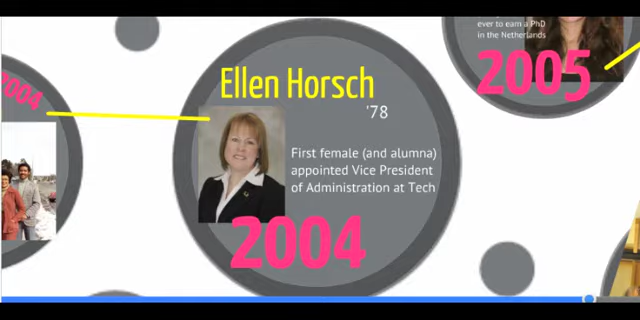 ever to earn a PhD
in the Netherlands
2005
2004
Ellen Horsch
'78
First female (and alumna)
appointed Vice President
of Administration at Tech
2004